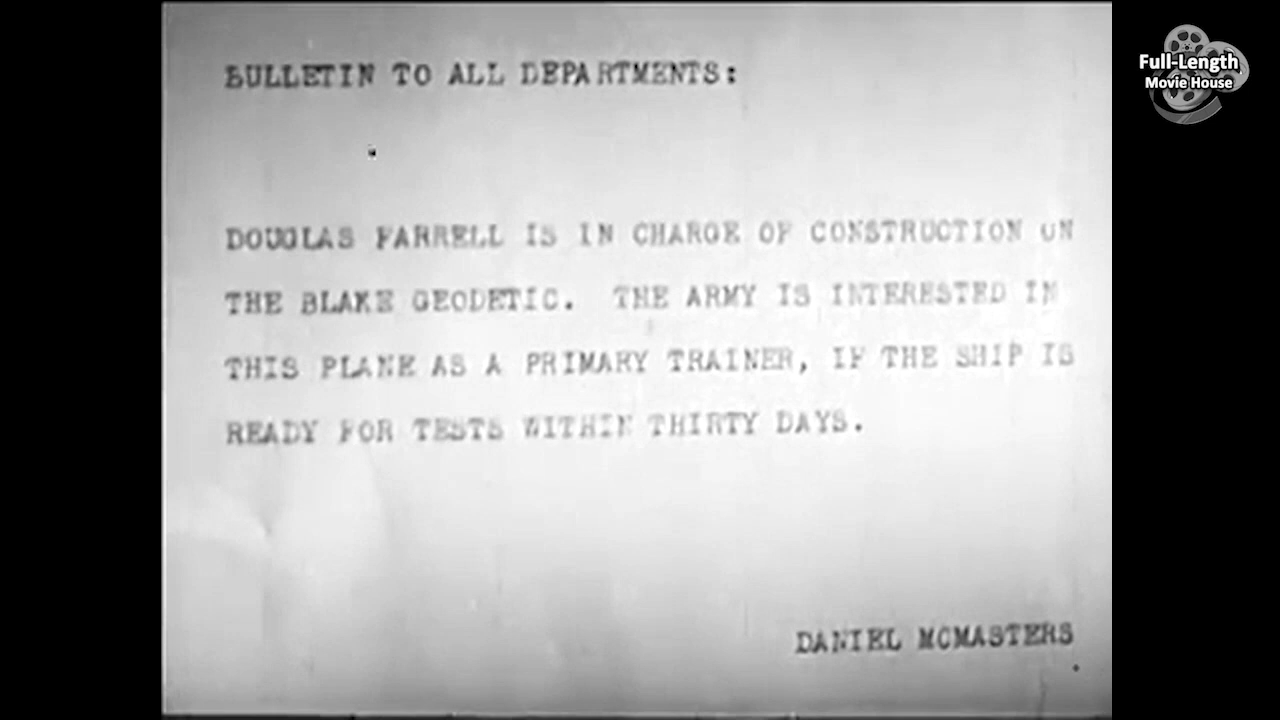 BULLETIN TO ALL DEPARTMENTS:
DOUGLAS FARRELL IS IN CHARGE OF CONSTRUCTION ON
THE BLAKE GEODETIC. THE ARMY IS INTERESTED IN
THIS PLANE AS A PRIMARY TRAINER, IF THE SHIP IS
READY FOR TESTS WITHIN THIRTY DAYS.
DANIEL MCMASTERS
Full-Length
Movie House